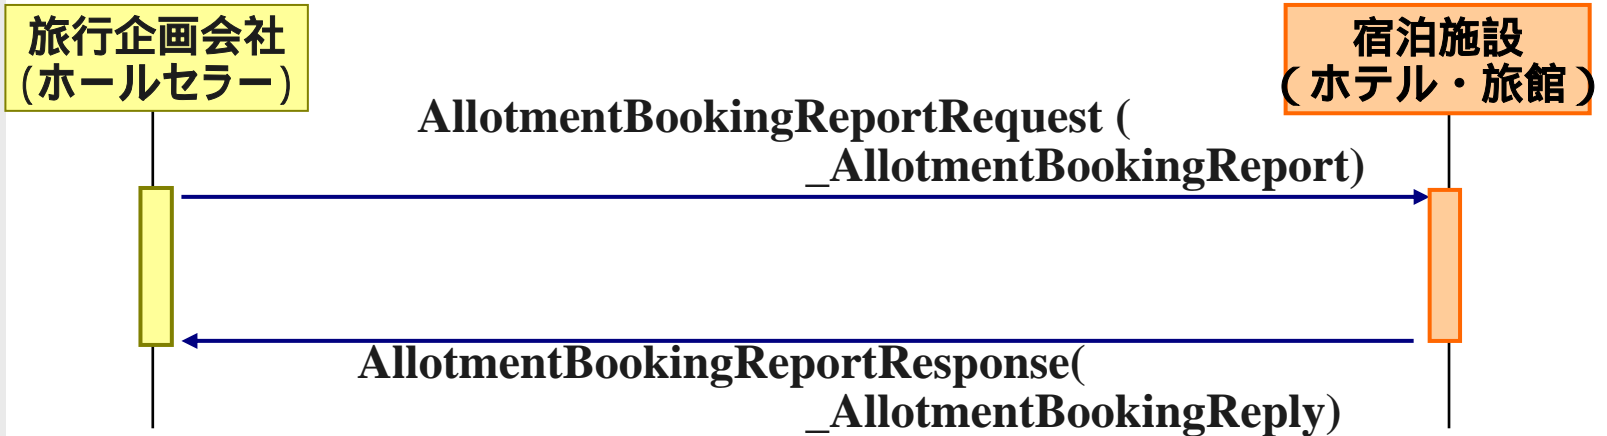 旅行企画会社
(ホールセラー)
宿泊施設
(ホテル・旅館)
AllotmentBookingReportRequest (
_AllotmentBookingReport)
AllotmentBookingReportResponse(
_AllotmentBookingReply)